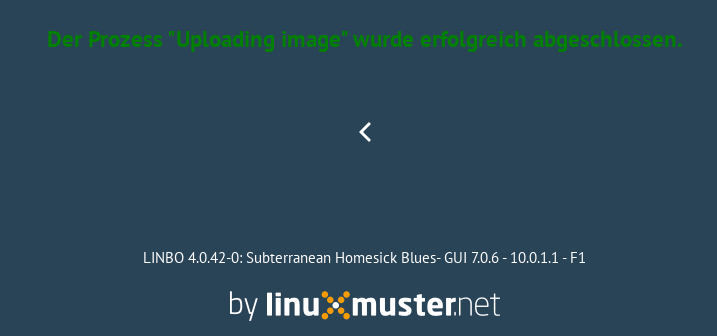 Der Prozess "Uploading image" wurde erfolgreich abgeschlossen.
LINBO 4.0.42-0: Subterranean Homesick Blues- GUI 7.0.6 - 10.0.1.1 - F1
by linuxmuster.net